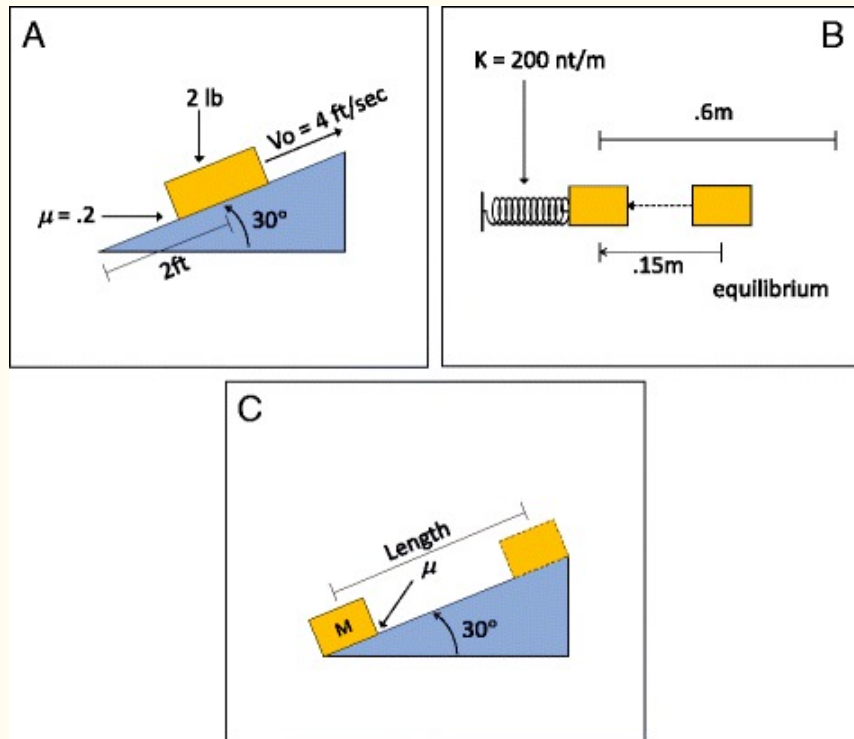 A
2 lb
Vo = 4 ft/sec
μ = .2
30°
2ft
B
K = 200 nt/m
.6m
.15m
equilibrium
C
Length
μ
M
30°